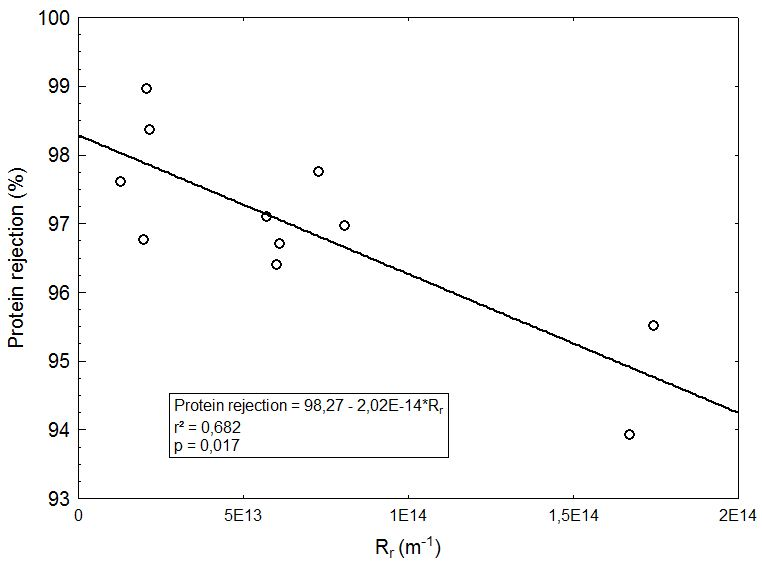 100
99
98
97
96
95
94
93
Protein rejection (%)
Protein rejection = 98,27 - 2,02E-14*Rr
r² = 0,682
p = 0,017
0 5E13 1E14 1,5E14 2E14
Rr (m-1)